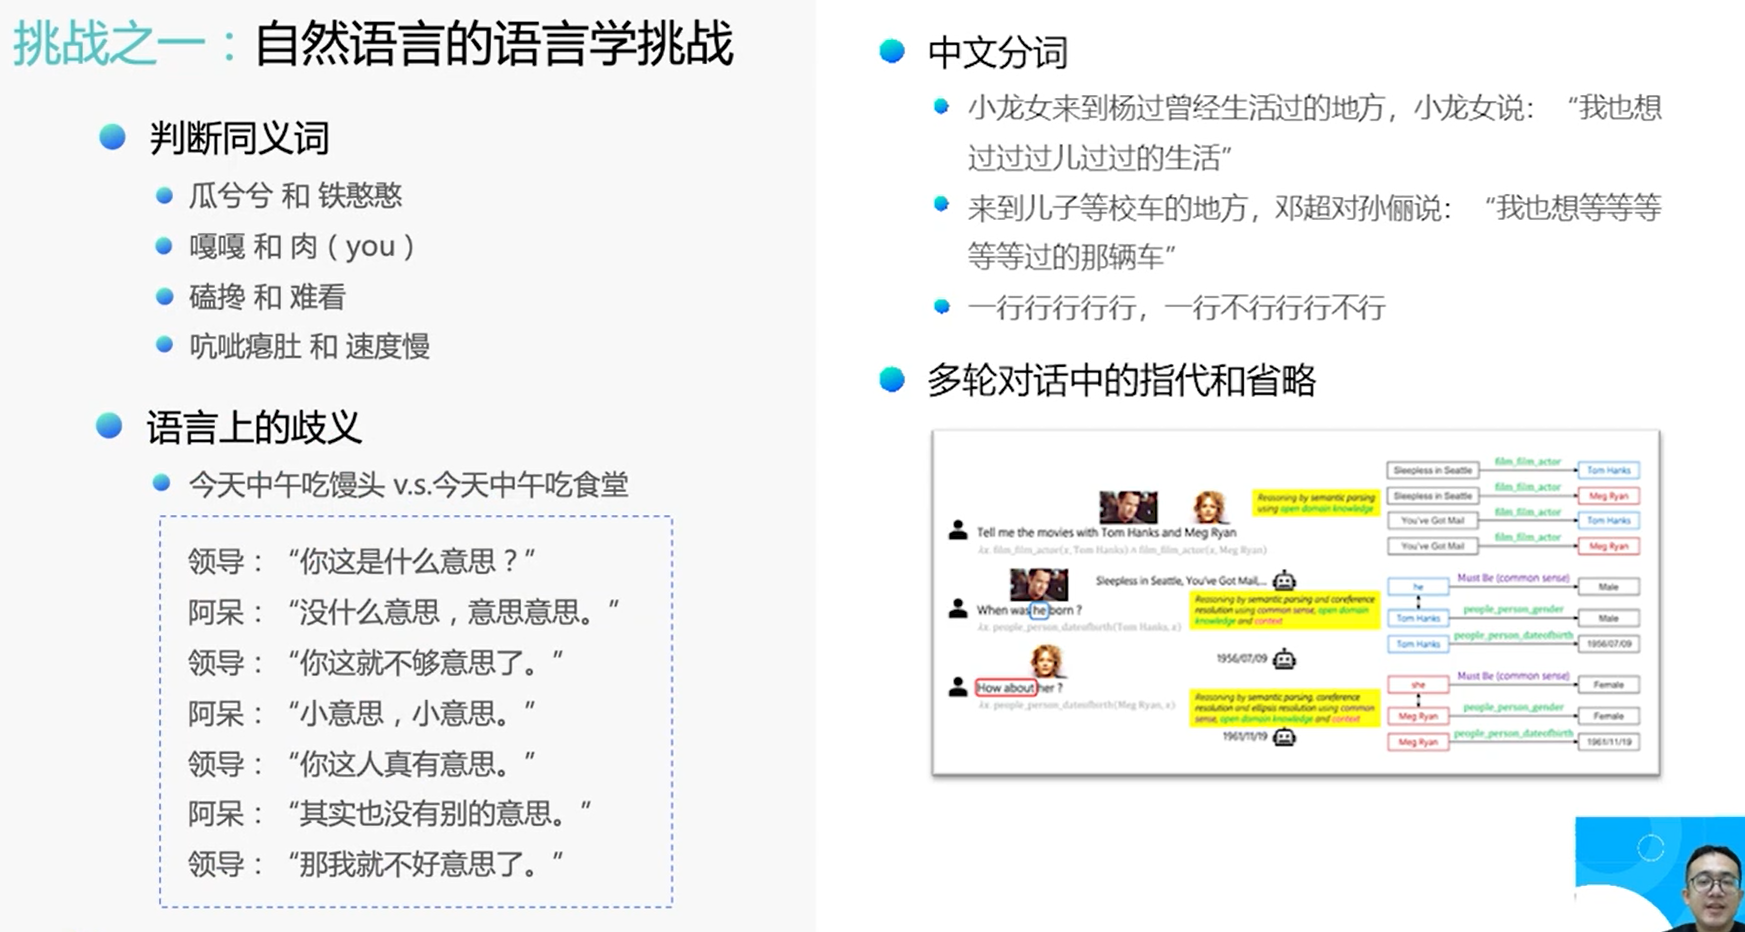 挑战之一：自然语言的语言学挑战
判断同义词
瓜兮兮 和 铁憨憨
嘎嘎 和 肉（you）
磕搀 和 难看
吭呲瘪肚 和 速度慢
语言上的歧义
今天中午吃馒头 v.s.今天中午吃食堂
领导：“你这是什么意思？”
阿呆：“没什么意思，意思意思。”
领导：“你这就不够意思了。”
阿呆：“小意思，小意思。”
领导：“你这人真有意思。”
阿呆：“其实也没有别的意思。”
领导：“那我就不好意思了。”
中文分词
小龙女来到杨过曾经生活过的地方，小龙女说：“我也想
过过过儿过过的生活”
来到儿子等校车的地方，邓超对孙俪说：“我也想等等等
等等过的那辆车”
一行行行行行，一行不行行行不行
多轮对话中的指代和省略
Tell me the movies with Tom Hanks and Meg Ryan
λx. film_film_actor(x, Tom Hanks) ∧ film_film_actor(x, Meg Ryan)
Reasoning by semantic parsing
using open domain knowledge
Sleepless in Seattle film_film_actor Tom Hanks
Sleepless in Seattle film_film_actor Meg Ryan
You've Got Mail film_film_actor Tom Hanks
You've Got Mail film_film_actor Meg Ryan
Sleepless in Seattle, You've Got Mail,...
When was he born ?
λx. people_person_dateofbirth(Tom Hanks, x)
Reasoning by semantic parsing and coreference
resolution using common sense, open domain
knowledge and context
he Must Be (common sense) Male
Tom Hanks people_person_gender Male
Tom Hanks people_person_dateofbirth 1956/07/09
1956/07/09
How about her ?
λx. people_person_dateofbirth(Meg Ryan, x)
Reasoning by semantic parsing, coreference
resolution and ellipsis resolution using common
sense, open domain knowledge and context
1961/11/19
she Must Be (common sense) Female
Meg Ryan people_person_gender Female
Meg Ryan people_person_dateofbirth 1961/11/19